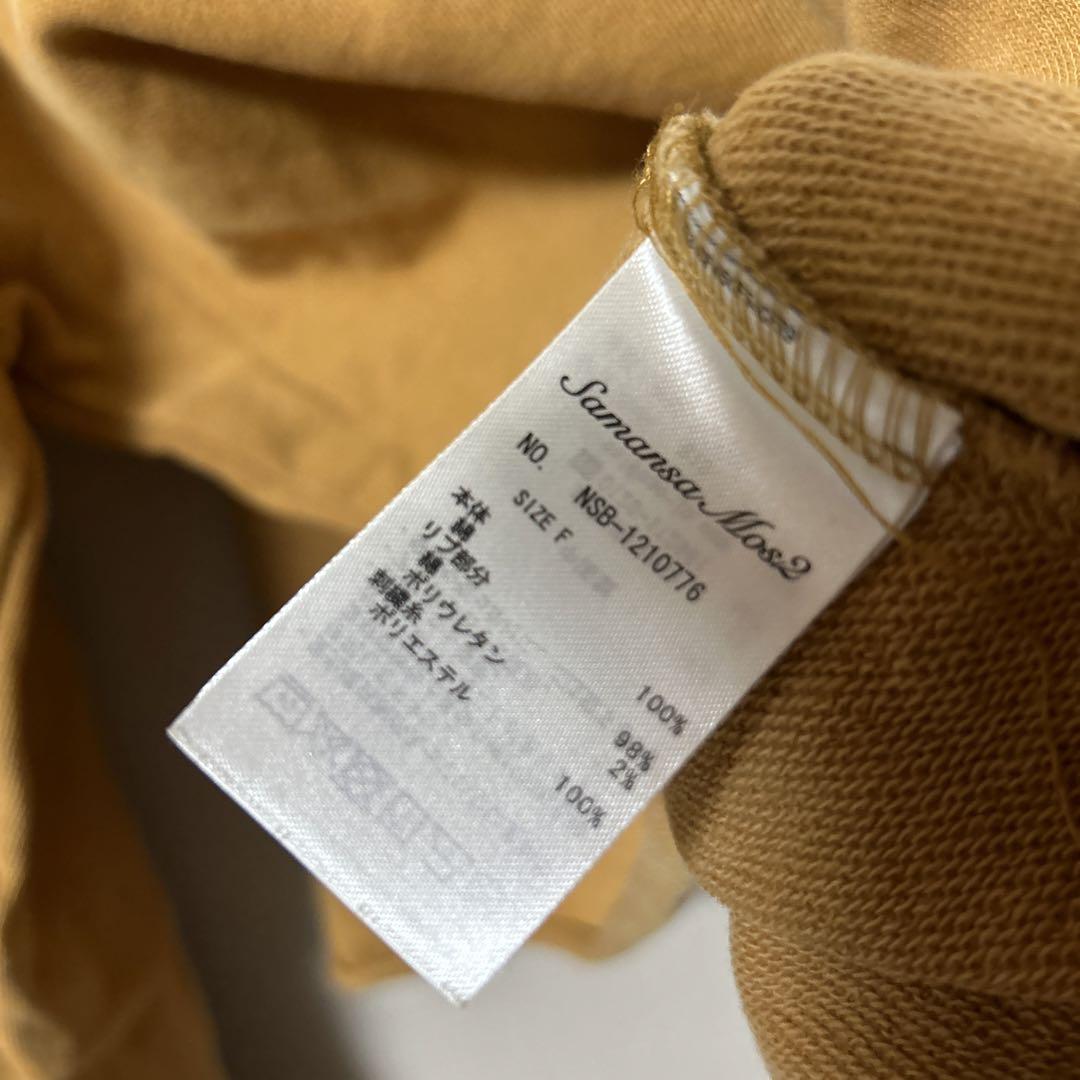 Samansa Mos2
NO. NSB-1210776
SIZE F
本体
綿 100%
リブ部分
綿 98%
ポリウレタン 2%
刺繍糸
ポリエステル 100%